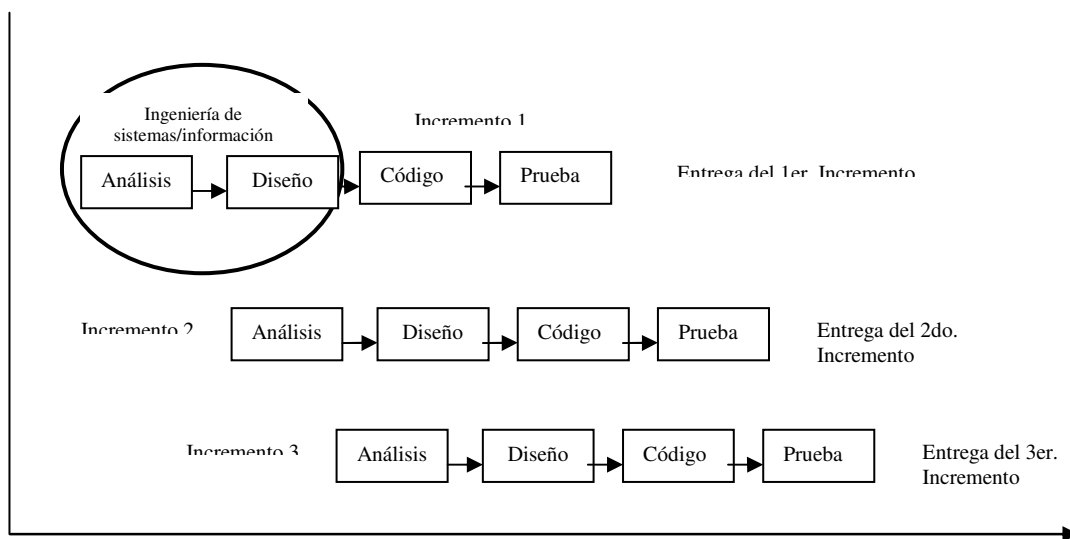 Ingeniería de
sistemas/información
Incremento 1
Análisis
Diseño
Código
Prueba
Entrega del 1er. Incremento
Incremento 2
Análisis
Diseño
Código
Prueba
Entrega del 2do.
Incremento
Incremento 3
Análisis
Diseño
Código
Prueba
Entrega del 3er.
Incremento